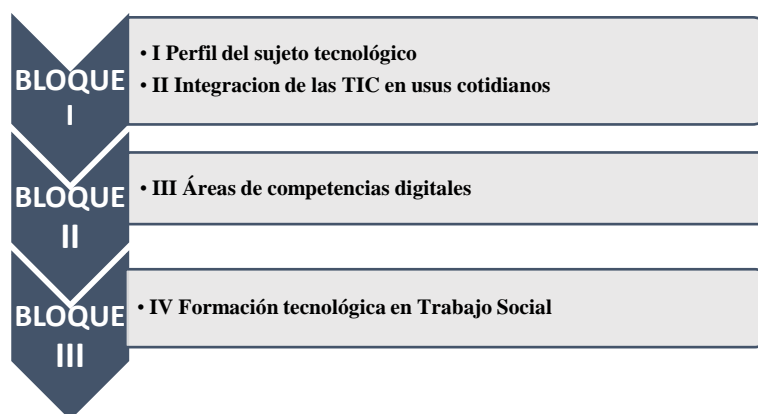 BLOQUE
I
• I Perfil del sujeto tecnológico
• II Integracion de las TIC en usus cotidianos
BLOQUE
II
• III Áreas de competencias digitales
BLOQUE
III
• IV Formación tecnológica en Trabajo Social